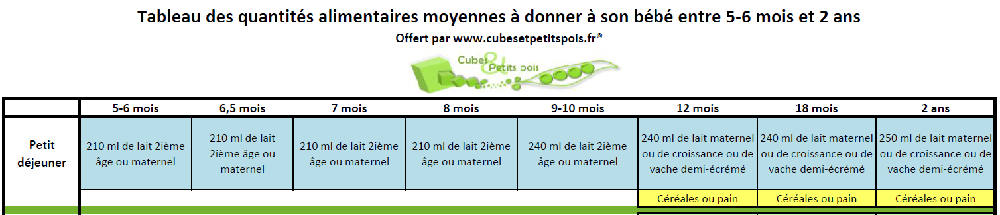 Tableau des quantités alimentaires moyennes à donner à son bébé entre 5-6 mois et 2 ans
Offert par www.cubesetpetitspois.fr®
Cubes
&
Petits pois
5-6 mois 6,5 mois 7 mois 8 mois 9-10 mois 12 mois 18 mois 2 ans
Petit
déjeuner
210 ml de lait 2ième
âge ou maternel
210 ml de lait
2ième âge ou
maternel
210 ml de lait 2ième
âge ou maternel
210 ml de lait 2ième
âge ou maternel
240 ml de lait 2ième
âge ou maternel
240 ml de lait maternel
ou de croissance ou de
vache demi-écrémé
240 ml de lait maternel
ou de croissance ou de
vache demi-écrémé
250 ml de lait maternel
ou de croissance ou de
vache demi-écrémé
Céréales ou pain Céréales ou pain Céréales ou pain